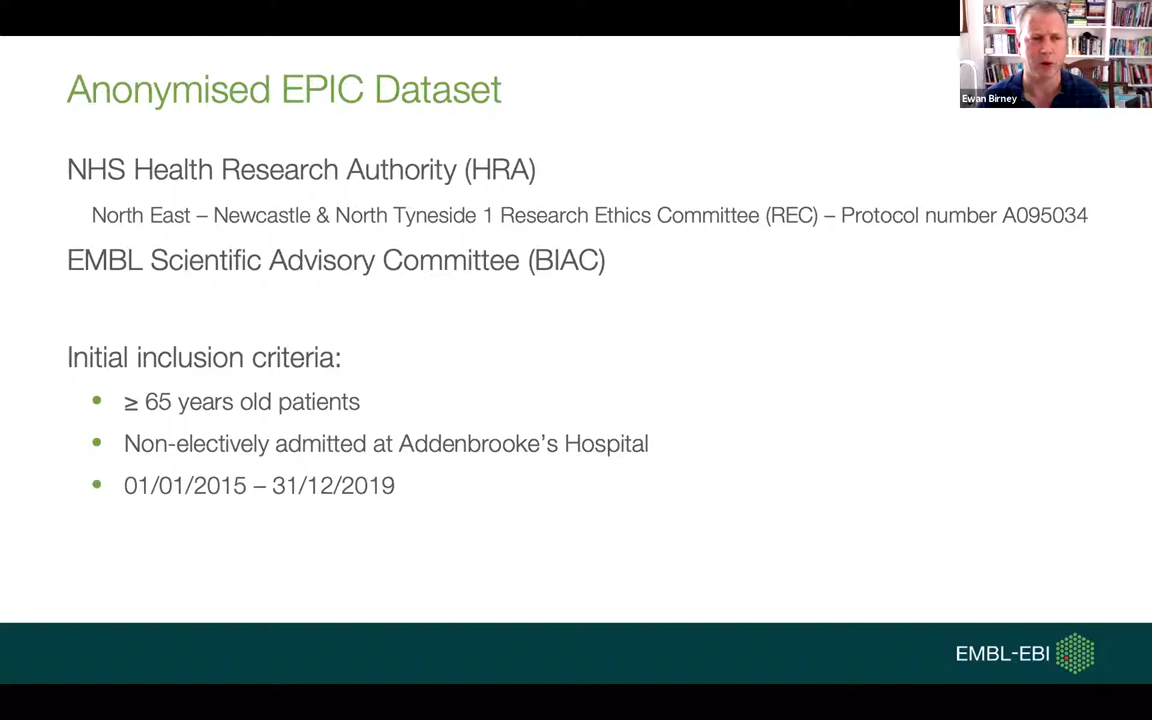 Anonymised EPIC Dataset
Ewan Birney
NHS Health Research Authority (HRA)
North East – Newcastle & North Tyneside 1 Research Ethics Committee (REC) – Protocol number A095034
EMBL Scientific Advisory Committee (BIAC)
Initial inclusion criteria:
• ≥ 65 years old patients
• Non-electively admitted at Addenbrooke’s Hospital
• 01/01/2015 – 31/12/2019
EMBL-EBI